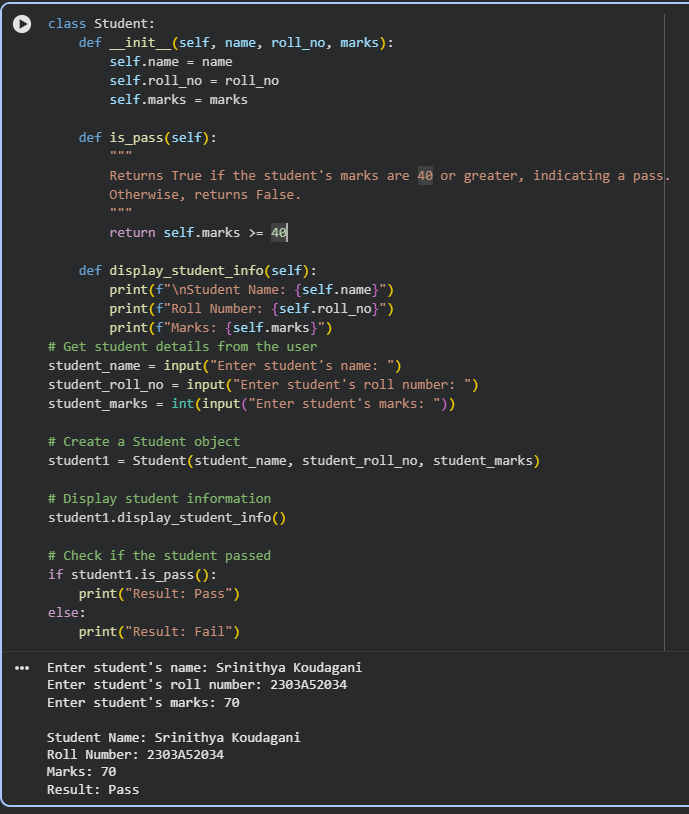 class Student:
    def __init__(self, name, roll_no, marks):
        self.name = name
        self.roll_no = roll_no
        self.marks = marks

    def is_pass(self):
        """
        Returns True if the student's marks are 40 or greater, indicating a pass.
        Otherwise, returns False.
        """
        return self.marks >= 40

    def display_student_info(self):
        print(f"\nStudent Name: {self.name}")
        print(f"Roll Number: {self.roll_no}")
        print(f"Marks: {self.marks}")
# Get student details from the user
student_name = input("Enter student's name: ")
student_roll_no = input("Enter student's roll number: ")
student_marks = int(input("Enter student's marks: "))

# Create a Student object
student1 = Student(student_name, student_roll_no, student_marks)

# Display student information
student1.display_student_info()

# Check if the student passed
if student1.is_pass():
    print("Result: Pass")
else:
    print("Result: Fail")
Enter student's name: Srinithya Koudagani
Enter student's roll number: 2303A52034
Enter student's marks: 70

Student Name: Srinithya Koudagani
Roll Number: 2303A52034
Marks: 70
Result: Pass